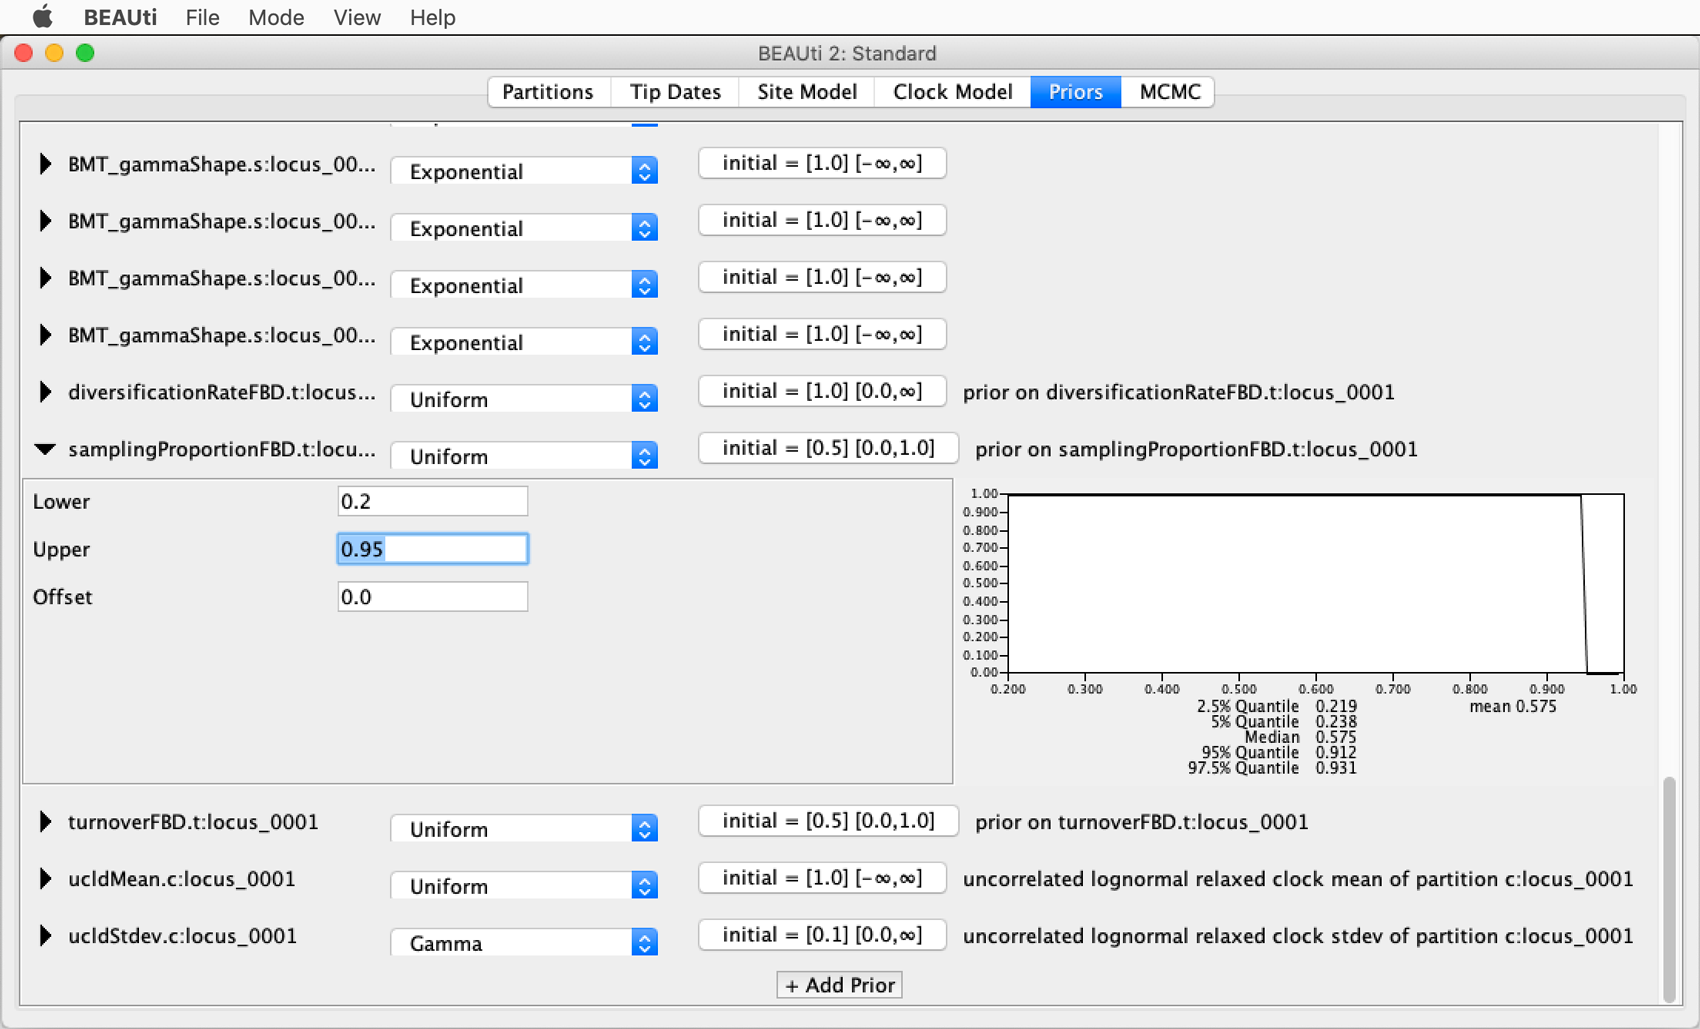 BEAUti File Mode View Help
BEAUti 2: Standard
Partitions Tip Dates Site Model Clock Model Priors MCMC
BMT_gammaShape.s:locus_00... Exponential initial = [1.0] [-∞,∞]
BMT_gammaShape.s:locus_00... Exponential initial = [1.0] [-∞,∞]
BMT_gammaShape.s:locus_00... Exponential initial = [1.0] [-∞,∞]
BMT_gammaShape.s:locus_00... Exponential initial = [1.0] [-∞,∞]
diversificationRateFBD.t:locus... Uniform initial = [1.0] [0.0,∞] prior on diversificationRateFBD.t:locus_0001
samplingProportionFBD.t:locu... Uniform initial = [0.5] [0.0,1.0] prior on samplingProportionFBD.t:locus_0001
Lower 0.2
Upper 0.95
Offset 0.0
1.00
0.900
0.800
0.700
0.600
0.500
0.400
0.300
0.200
0.100
0.00
0.200 0.300 0.400 0.500 0.600 0.700 0.800 0.900 1.00
2.5% Quantile 0.219 mean 0.575
5% Quantile 0.238
Median 0.575
95% Quantile 0.912
97.5% Quantile 0.931
turnoverFBD.t:locus_0001 Uniform initial = [0.5] [0.0,1.0] prior on turnoverFBD.t:locus_0001
ucldMean.c:locus_0001 Uniform initial = [1.0] [-∞,∞] uncorrelated lognormal relaxed clock mean of partition c:locus_0001
ucldStdev.c:locus_0001 Gamma initial = [0.1] [0.0,∞] uncorrelated lognormal relaxed clock stdev of partition c:locus_0001
+ Add Prior